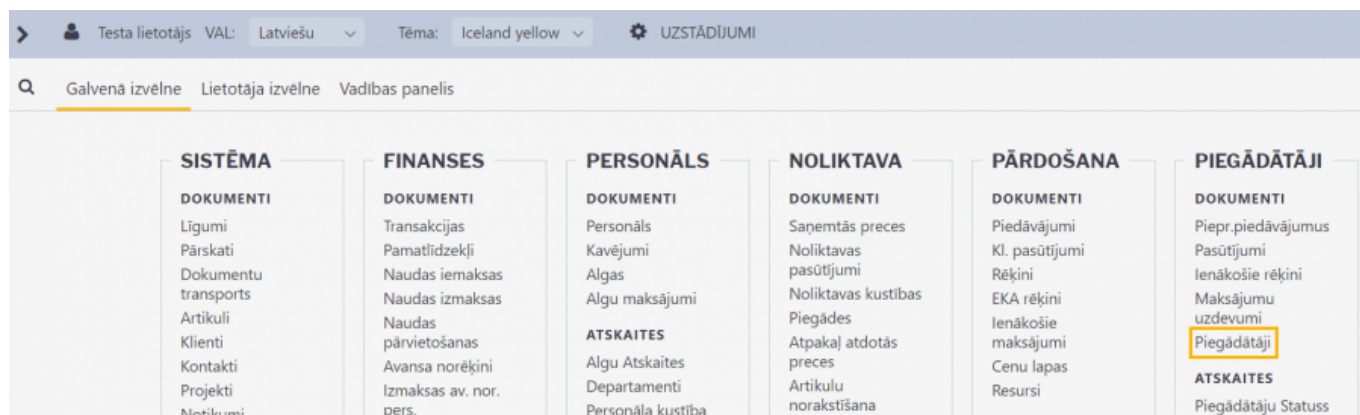 Testa lietotājs VAL: Latviešu Tēma: Iceland yellow UZSTĀDĪJUMI
Galvenā izvēlne Lietotāja izvēlne Vadības panelis
SISTĒMA
DOKUMENTI
Līgumi
Pārskati
Dokumentu
transports
Artikuli
Klienti
Kontakti
Projekti
Notikumi
FINANSES
DOKUMENTI
Transakcijas
Pamatlīdzekļi
Naudas iemaksas
Naudas izmaksas
Naudas
pārvietošanas
Avansa norēķini
Izmaksas av. nor.
pers.
PERSONĀLS
DOKUMENTI
Personāls
Kavējumi
Algas
Algu maksājumi
ATSKAITES
Algu Atskaites
Departamenti
Personāla kustība
NOLIKTAVA
DOKUMENTI
Saņemtās preces
Noliktavas
pasūtījumi
Noliktavas kustības
Piegādes
Atpakaļ atdotās
preces
Artikulu
norakstīšana
PĀRDOŠANA
DOKUMENTI
Piedāvājumi
Kl. pasūtījumi
Rēķini
EKA rēķini
Ienākošie
maksājumi
Cenu lapas
Resursi
PIEGĀDĀTĀJI
DOKUMENTI
Piepr.piedāvājumus
Pasūtījumi
Ienākošie rēķini
Maksājumu
uzdevumi
Piegādātāji
ATSKAITES
Piegādātāju Statuss